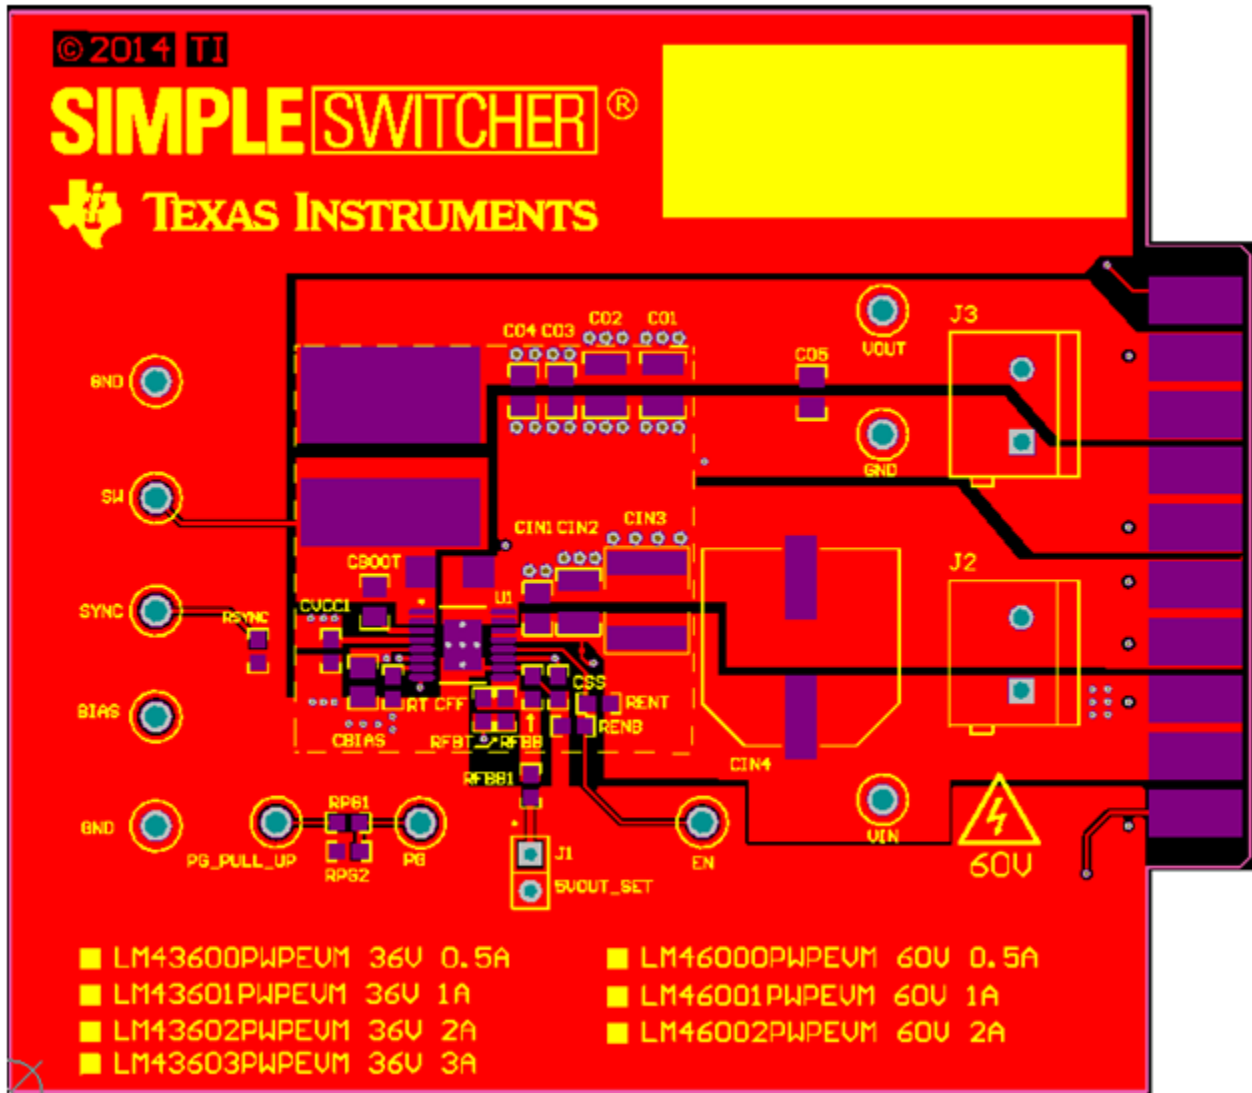 © 2014 TI
SIMPLE SWITCHER ®
TEXAS INSTRUMENTS
J3
CO4 CO3 CO2 CO1
VOUT
CO5
GND
GND
SW
CIN1 CIN2 CIN3
CBOOT
J2
U1
SYNC
RSYNC
CVCC1
CSS
RT CFF
RENT
BIAS
RENB
CBIAS
RFBT RFBB
CIN4
RFBB1
RPG1
GND
PG_PULL_UP
PG
RPG2
J1
5VOUT_SET
EN
VIN
60V
LM43600PWPEVM 36V 0.5A
LM46000PWPEVM 60V 0.5A
LM43601PWPEVM 36V 1A
LM46001PWPEVM 60V 1A
LM43602PWPEVM 36V 2A
LM46002PWPEVM 60V 2A
LM43603PWPEVM 36V 3A